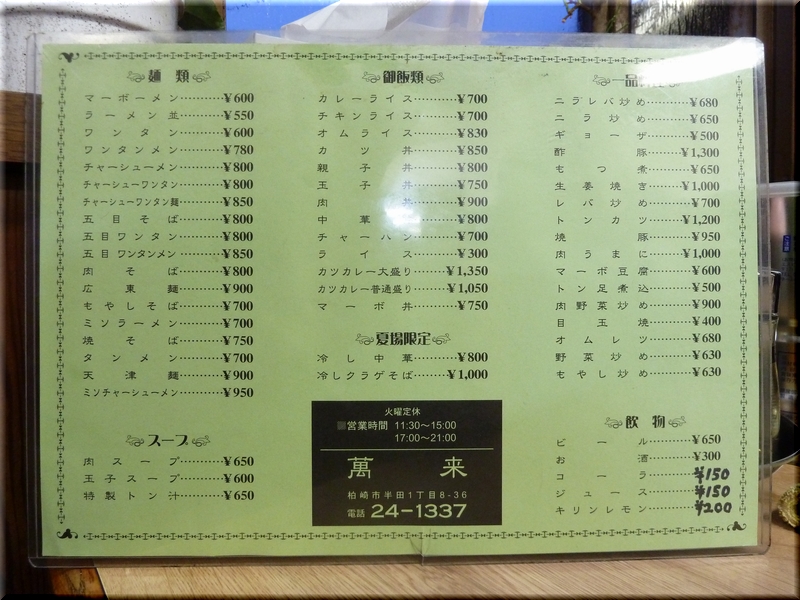 麺類
マーボーメン………¥600
ラーメン並………¥550
ワンタン………¥600
ワンタンメン………¥780
チャーシューメン………¥800
チャーシューワンタン………¥800
チャーシューワンタン麺………¥850
五目そば………¥800
五目ワンタン………¥800
五目ワンタンメン………¥850
肉そば………¥800
広東麺………¥900
もやしそば………¥700
ミソラーメン………¥700
焼そば………¥750
タンメン………¥700
天津麺………¥900
ミソチャーシューメン………¥950
スープ
肉スープ………¥650
玉子スープ………¥600
特製トン汁………¥650
御飯類
カレーライス………¥700
チキンライス………¥700
オムライス………¥830
カツ丼………¥850
親子丼………¥800
玉子丼………¥750
肉丼………¥900
中華丼………¥800
チャーハン………¥700
ライス………¥300
カツカレー大盛り………¥1,350
カツカレー普通盛り………¥1,050
マーボ丼………¥750
夏場限定
冷し中華………¥800
冷しクラゲそば………¥1,000
火曜定休
■営業時間 11:30〜15:00
17:00〜21:00
萬来
柏崎市半田1丁目8-36
電話 24-1337
一品
ニラレバ炒め………¥680
ニラ炒め………¥650
ギョーザ………¥500
酢豚………¥1,300
もつ煮………¥650
生姜焼き………¥1,000
レバ炒め………¥700
トンカツ………¥1,200
焼豚………¥950
肉うまに………¥1,000
マーボ豆腐………¥600
トン足煮込………¥500
肉野菜炒め………¥900
目玉焼………¥400
オムレツ………¥680
野菜炒め………¥630
もやし炒め………¥630
飲物
ビール………¥650
お酒………¥300
コーラ………¥150
ジュース………¥150
キリンレモン………¥200